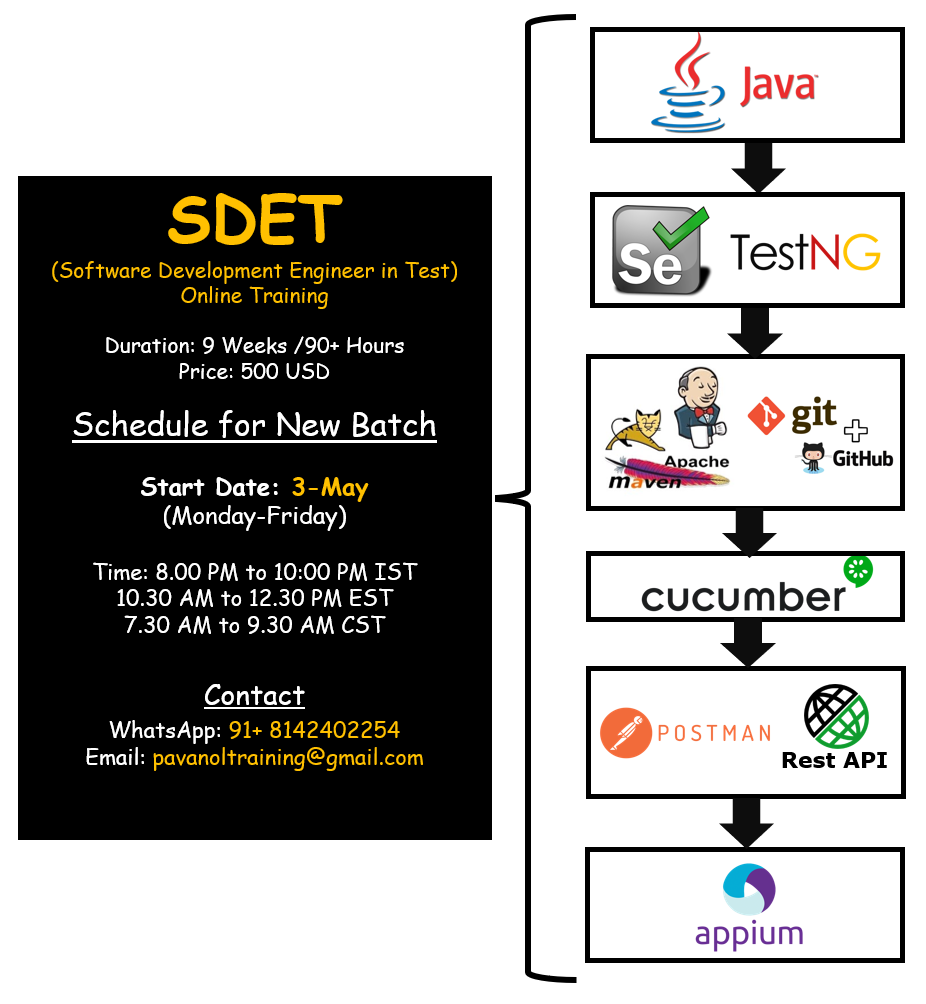 SDET
(Software Development Engineer in Test)
Online Training
Duration: 9 Weeks /90+ Hours
Price: 500 USD
Schedule for New Batch
Start Date: 3-May
(Monday-Friday)
Time: 8.00 PM to 10:00 PM IST
10.30 AM to 12.30 PM EST
7.30 AM to 9.30 AM CST
Contact
WhatsApp: 91+ 8142402254
Email: pavanoltraining@gmail.com
Java™
Se TestNG
git
GitHub
Apache
maven
cucumber
POSTMAN
Rest API
appium